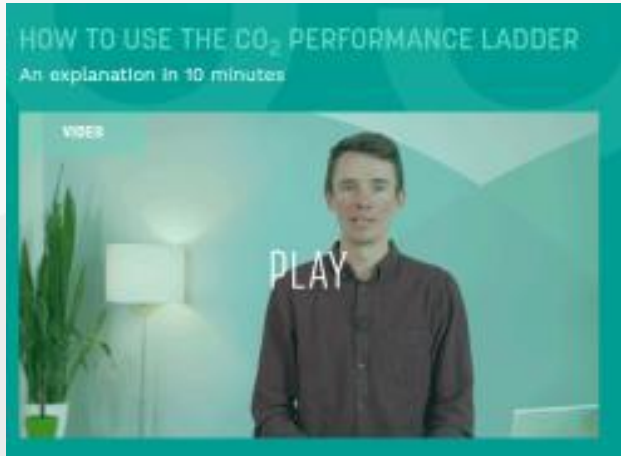 HOW TO USE THE CO₂ PERFORMANCE LADDER
An explanation in 10 minutes
VIDEO
PLAY